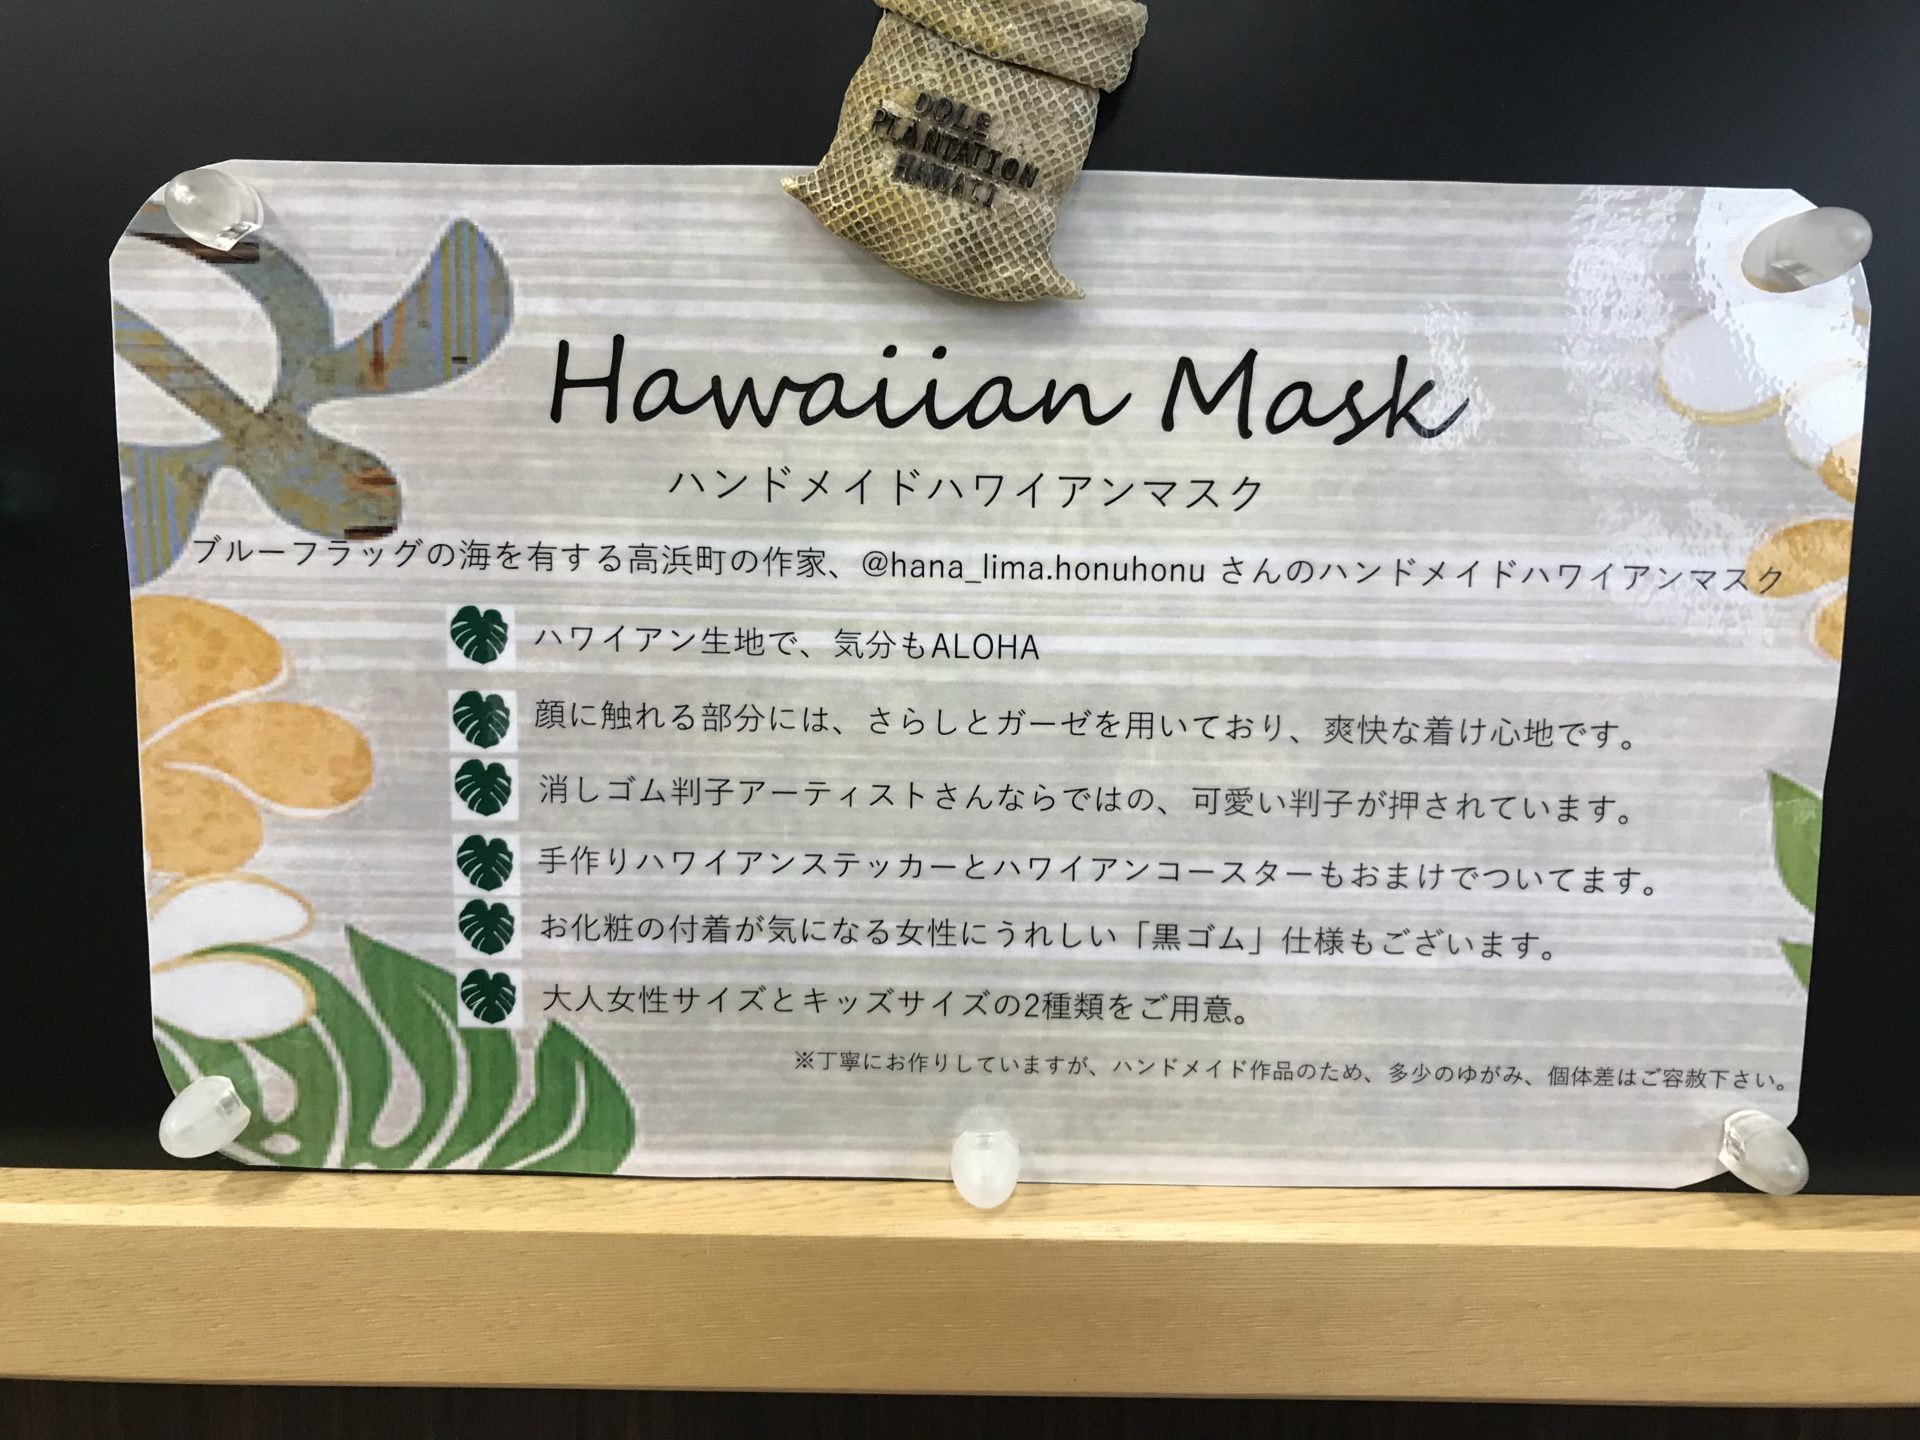 DOLE
PLANTATION
HAWAII
Hawaiian Mask
ハンドメイドハワイアンマスク
ブルーフラッグの海を有する高浜町の作家、@hana_lima.honuhonu さんのハンドメイドハワイアンマスク
ハワイアン生地で、気分もALOHA
顔に触れる部分には、さらしとガーゼを用いており、爽快な着け心地です。
消しゴム判子アーティストさんならではの、可愛い判子が押されています。
手作りハワイアンステッカーとハワイアンコースターもおまけでついてます。
お化粧の付着が気になる女性にうれしい「黒ゴム」仕様もございます。
大人女性サイズとキッズサイズの2種類をご用意。
※丁寧にお作りしていますが、ハンドメイド作品のため、多少のゆがみ、個体差はご容赦下さい。